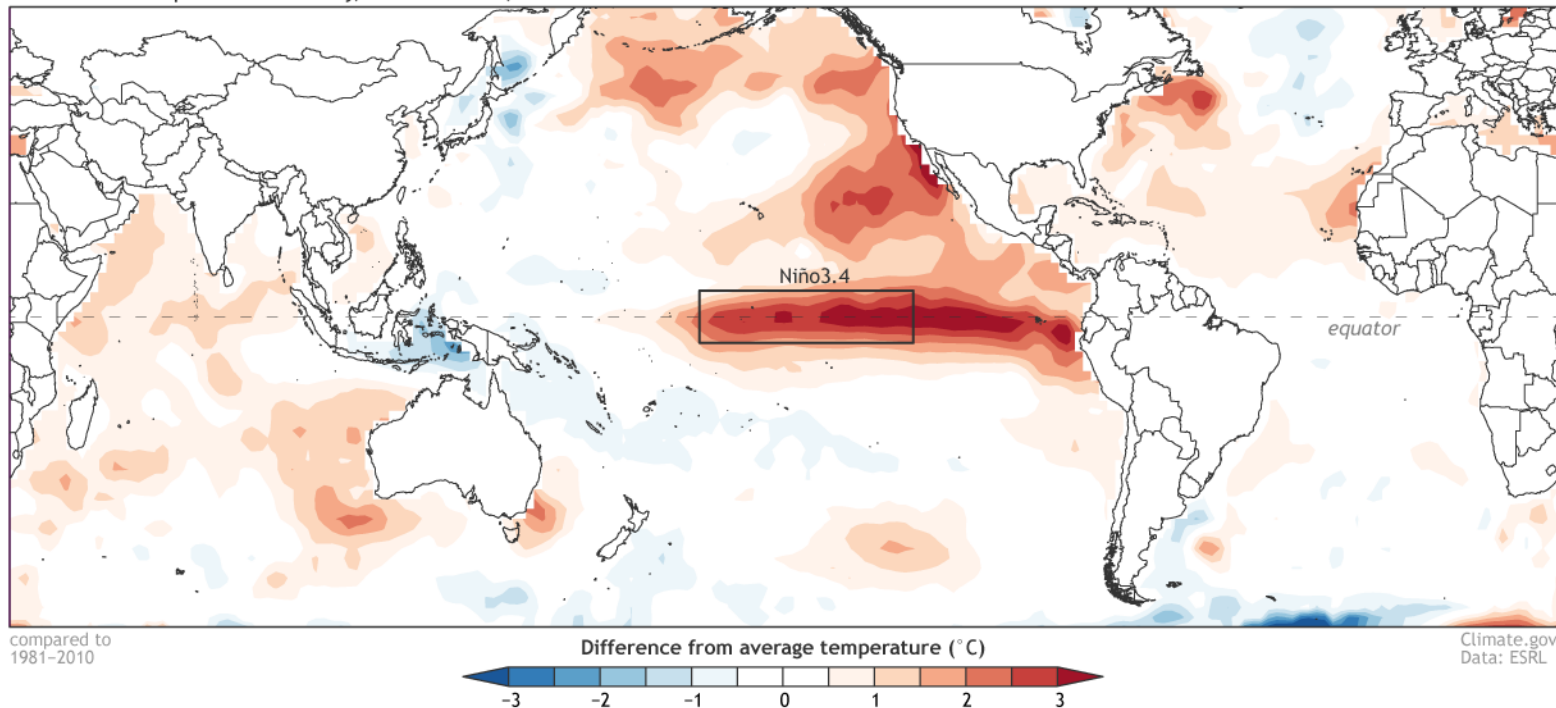 Niño3.4
equator
compared to
1981–2010
Difference from average temperature (°C)
Climate.gov
Data: ESRL
−3 −2 −1 0 1 2 3